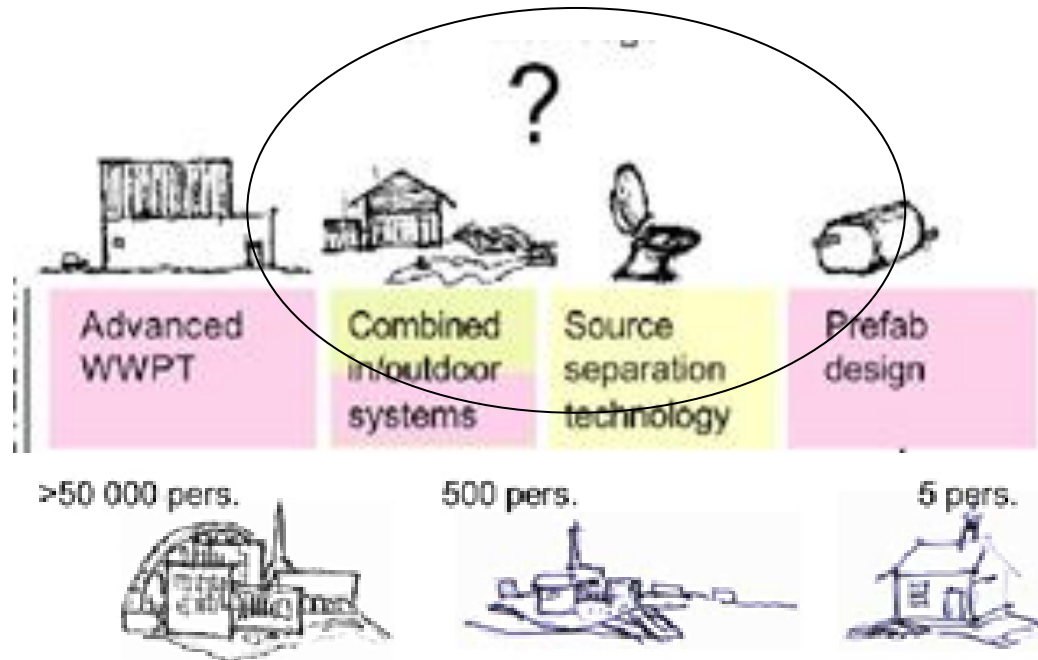 ?
Advanced
WWPT
Combined
in/outdoor
systems
Source
separation
technology
Prefab
design
>50 000 pers.
500 pers.
5 pers.